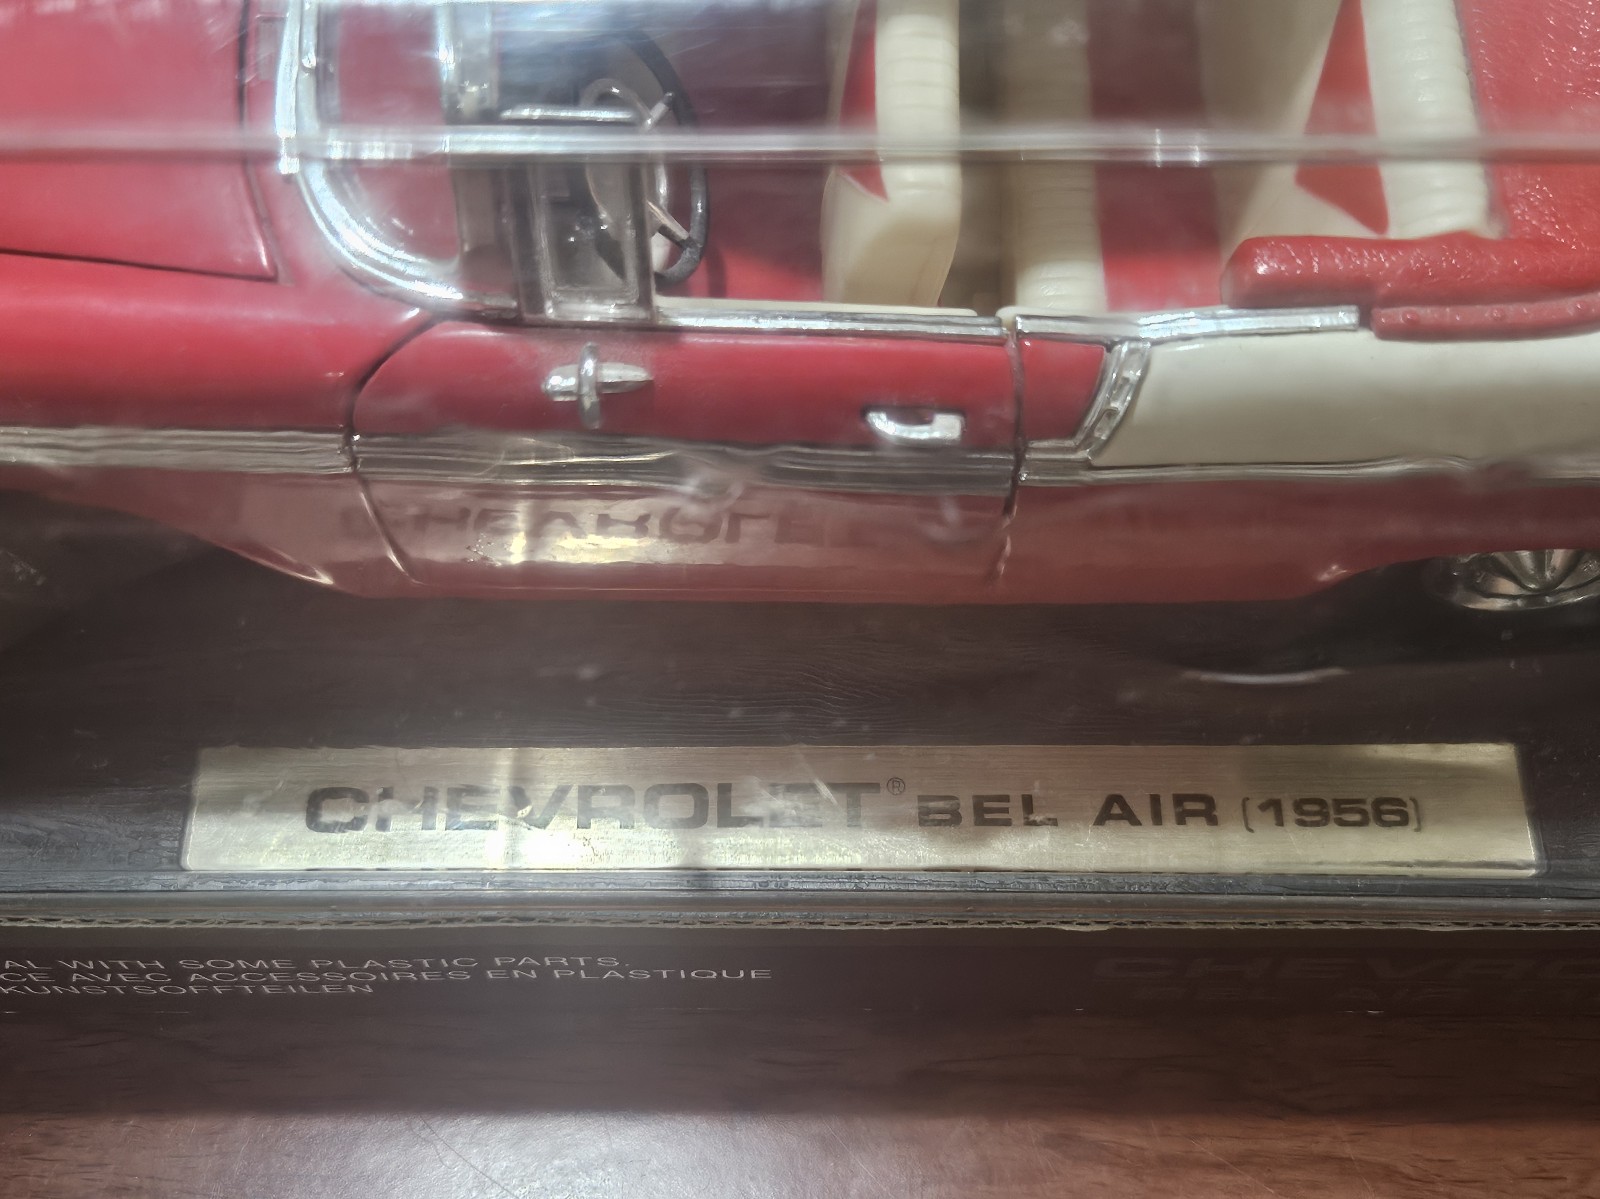 CHEVROLET® BEL AIR (1956)
AL WITH SOME PLASTIC PARTS.
CE AVEC ACCESSOIRES EN PLASTIQUE
KUNSTSOFFTEILEN